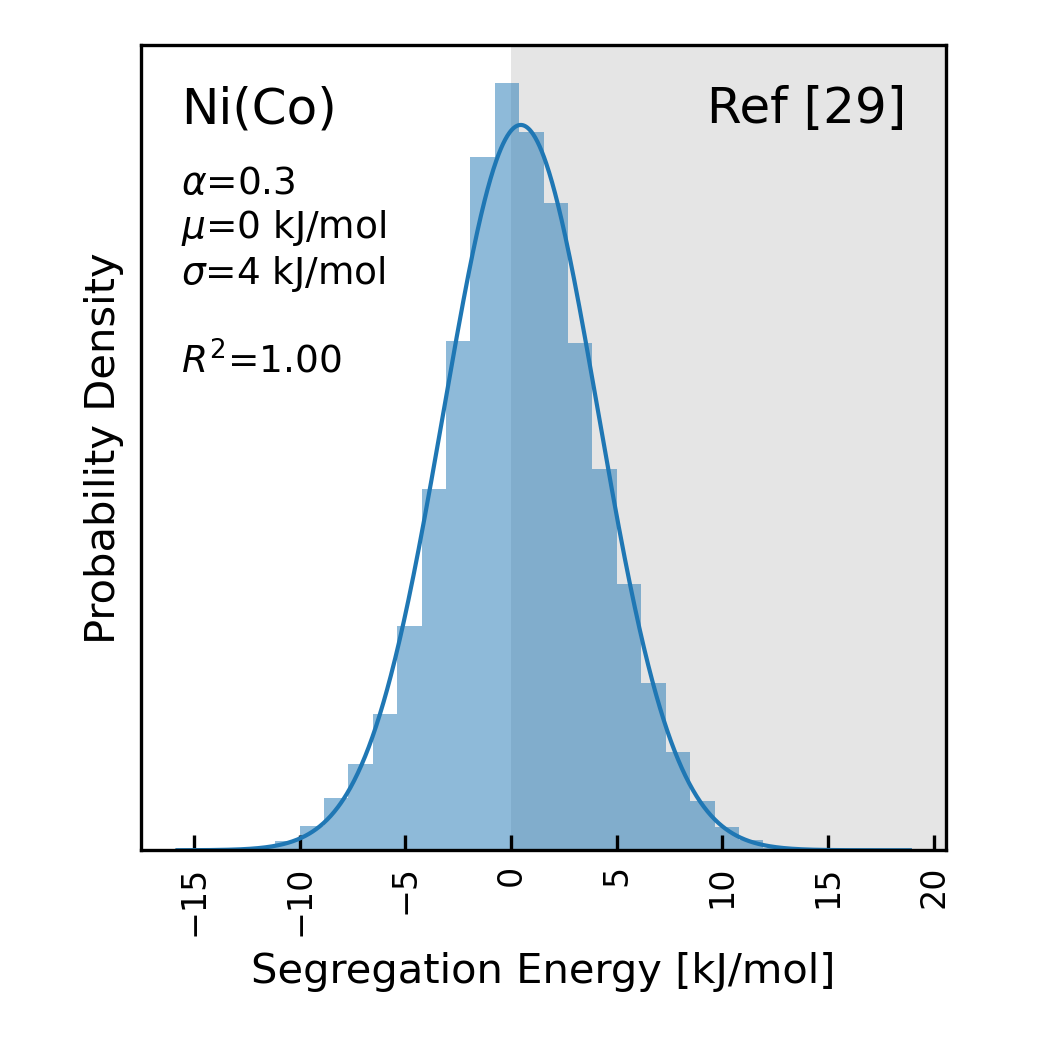 Ni(Co)
Ref [29]
α=0.3
μ=0 kJ/mol
σ=4 kJ/mol
R²=1.00
Probability Density
−15
−10
−5
0
5
10
15
20
Segregation Energy [kJ/mol]